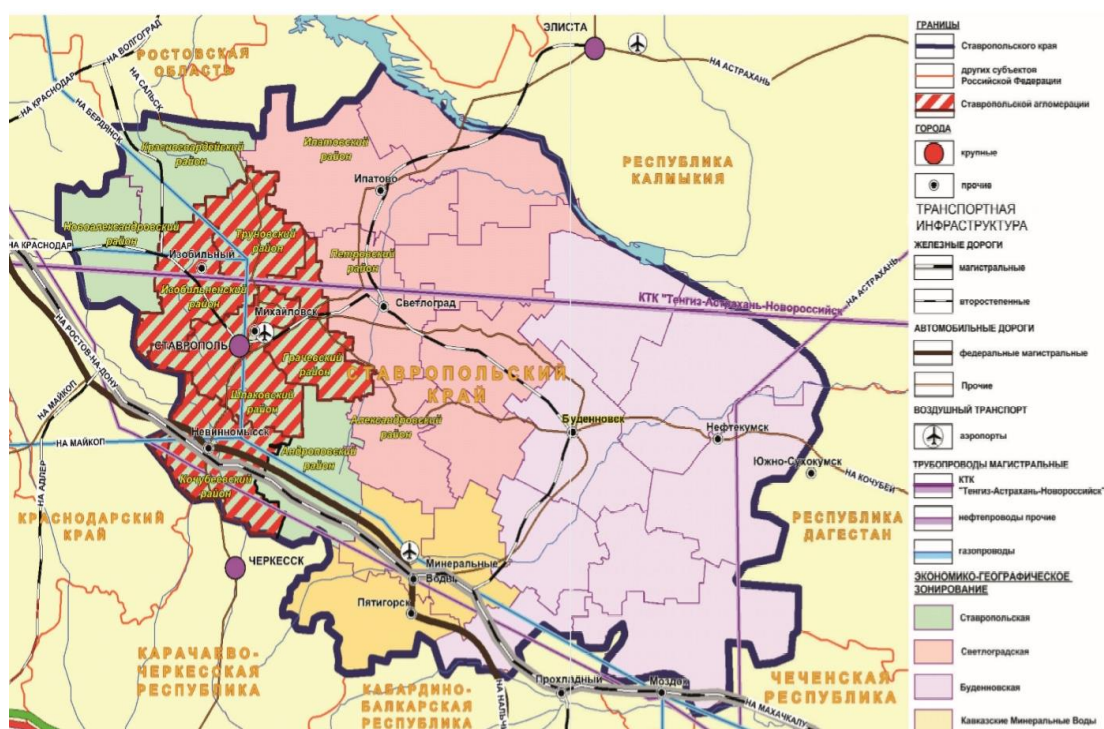 ЭЛИСТА
НА ВОЛГОГРАД
РОСТОВСКАЯ
ОБЛАСТЬ
НА АСТРАХАНЬ
НА КРАСНОДАР
НА САЛЬСК
НА БЕРДЯНСК
Красногвардейский
район
Ипатовский
район
РЕСПУБЛИКА
КАЛМЫКИЯ
Ипатово
Новоалександровский
район
Труновский
район
НА КРАСНОДАР
Изобильный
Петровский
район
НА АСТРАХАНЬ
Изобильненский
район
КТК "Тенгиз-Астрахань-Новороссийск"
Светлоград
Михайловск
НА РОСТОВ-НА-ДОНУ
СТАВРОПОЛЬ
Грачевский
район
СТАВРОПОЛЬСКИЙ
КРАЙ
НА МАЙКОП
Шпаковский
район
Александровский
район
Буденновск
Нефтекумск
НА МАЙКОП
Невинномысск
Андроповский
район
Южно-Сухокумск
НА КОЧУБЕЙ
НА АДЛЕР
Кочубеевский
район
КРАСНОДАРСКИЙ
КРАЙ
РЕСПУБЛИКА
ДАГЕСТАН
ЧЕРКЕССК
Минеральные
Воды
Пятигорск
КАРАЧАЕВО-
ЧЕРКЕССКАЯ
РЕСПУБЛИКА
КАБАРДИНО-
БАЛКАРСКАЯ
РЕСПУБЛИКА
НА НАЛЬЧ
Прохладный
Моздок
НА МАХАЧКАЛУ
ЧЕЧЕНСКАЯ
РЕСПУБЛИКА
ГРАНИЦЫ
Ставропольского края
других субъектов
Российской Федерации
Ставропольской агломерации
ГОРОДА
крупные
прочие
ТРАНСПОРТНАЯ
ИНФРАСТРУКТУРА
ЖЕЛЕЗНЫЕ ДОРОГИ
магистральные
второстепенные
АВТОМОБИЛЬНЫЕ ДОРОГИ
федеральные магистральные
Прочие
ВОЗДУШНЫЙ ТРАНСПОРТ
аэропорты
ТРУБОПРОВОДЫ МАГИСТРАЛЬНЫЕ
КТК
"Тенгиз-Астрахань-Новороссийск"
нефтепроводы прочие
газопроводы
ЭКОНОМИКО-ГЕОГРАФИЧЕСКОЕ
ЗОНИРОВАНИЕ
Ставропольская
Светлоградская
Буденновская
Кавказские Минеральные Воды